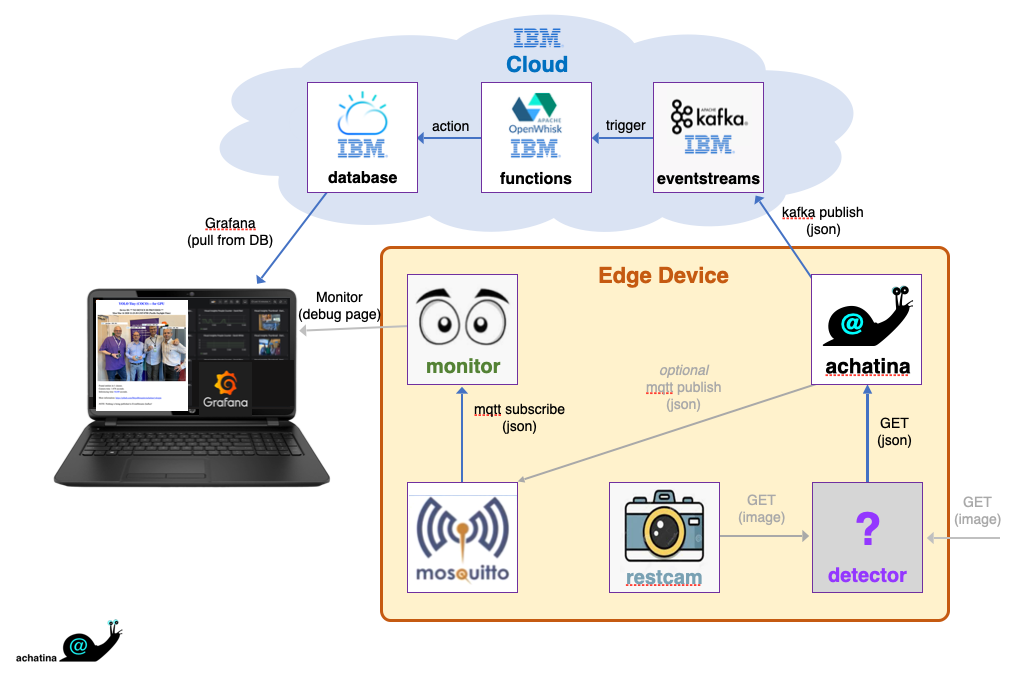 IBM
Cloud
IBM
database
action
APACHE
OpenWhisk
IBM
functions
trigger
APACHE
kafka
IBM
eventstreams
Grafana
(pull from DB)
kafka publish
(json)
Edge Device
Monitor
(debug page)
monitor
@
achatina
optional
mqtt publish
(json)
Grafana
mqtt subscribe
(json)
GET
(json)
mosquitto
restcam
GET
(image)
?
detector
GET
(image)
achatina
@